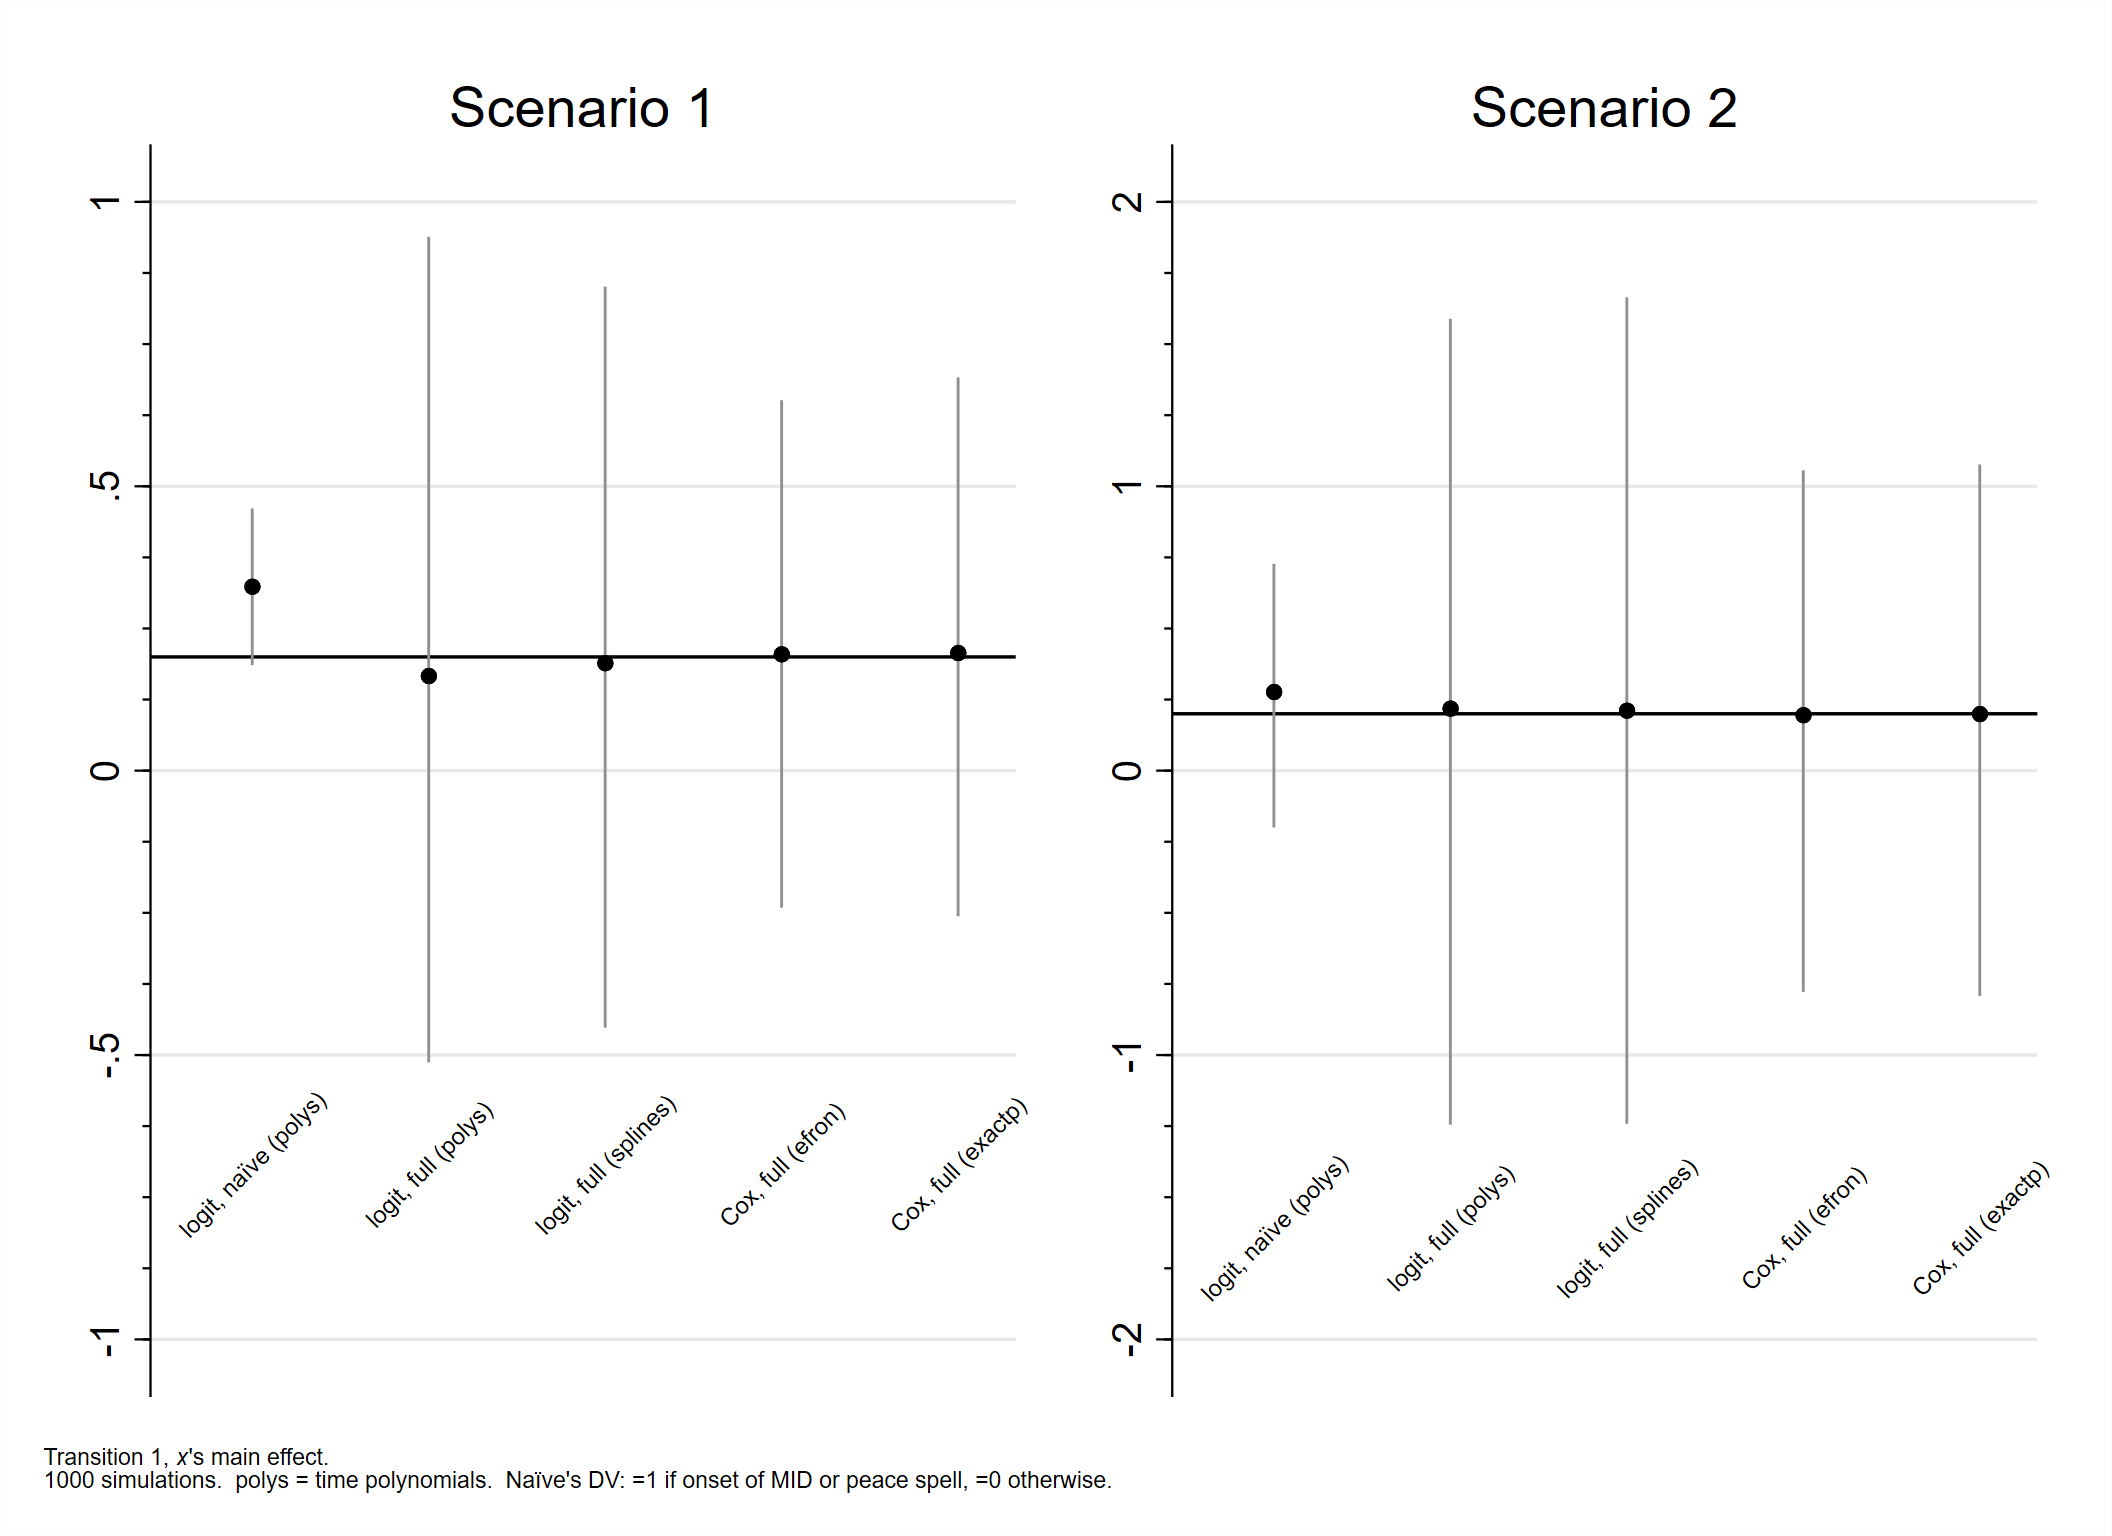 Scenario 1
1
.5
0
-.5
-1
logit, naïve (polys)
logit, full (polys)
logit, full (splines)
Cox, full (efron)
Cox, full (exactp)
Scenario 2
2
1
0
-1
-2
logit, naïve (polys)
logit, full (polys)
logit, full (splines)
Cox, full (efron)
Cox, full (exactp)
Transition 1, x's main effect.
1000 simulations.  polys = time polynomials.  Naïve's DV: =1 if onset of MID or peace spell, =0 otherwise.